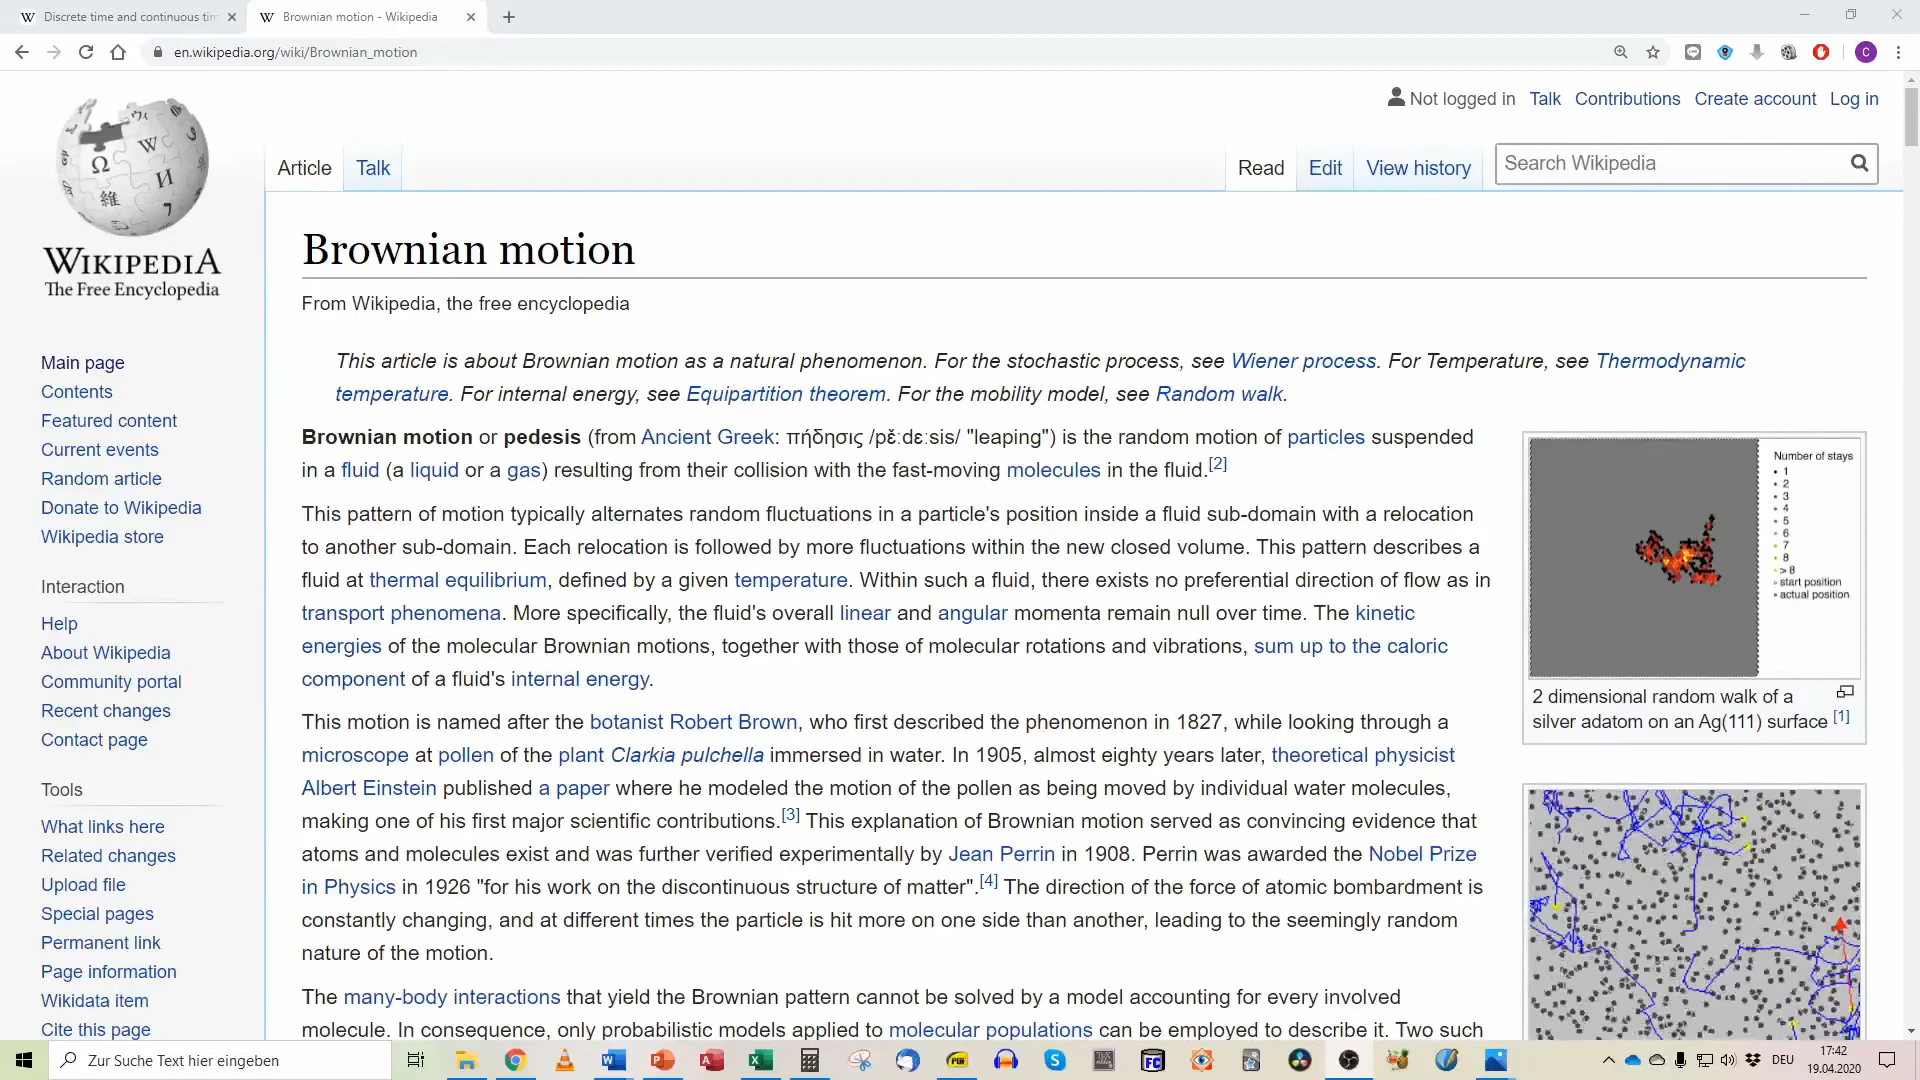 Discrete time and continuous tim
Brownian motion - Wikipedia
en.wikipedia.org/wiki/Brownian_motion
C
Not logged in Talk Contributions Create account Log in
Article Talk Read Edit View history Search Wikipedia
WIKIPEDIA
The Free Encyclopedia
Main page
Contents
Featured content
Current events
Random article
Donate to Wikipedia
Wikipedia store
Interaction
Help
About Wikipedia
Community portal
Recent changes
Contact page
Tools
What links here
Related changes
Upload file
Special pages
Permanent link
Page information
Wikidata item
Cite this page
Brownian motion
From Wikipedia, the free encyclopedia
This article is about Brownian motion as a natural phenomenon. For the stochastic process, see Wiener process. For Temperature, see Thermodynamic
temperature. For internal energy, see Equipartition theorem. For the mobility model, see Random walk.
Brownian motion or pedesis (from Ancient Greek: πήδησις /pɛ̌ːdɛːsis/ "leaping") is the random motion of particles suspended
in a fluid (a liquid or a gas) resulting from their collision with the fast-moving molecules in the fluid.[2]
This pattern of motion typically alternates random fluctuations in a particle's position inside a fluid sub-domain with a relocation
to another sub-domain. Each relocation is followed by more fluctuations within the new closed volume. This pattern describes a
fluid at thermal equilibrium, defined by a given temperature. Within such a fluid, there exists no preferential direction of flow as in
transport phenomena. More specifically, the fluid's overall linear and angular momenta remain null over time. The kinetic
energies of the molecular Brownian motions, together with those of molecular rotations and vibrations, sum up to the caloric
component of a fluid's internal energy.
This motion is named after the botanist Robert Brown, who first described the phenomenon in 1827, while looking through a
microscope at pollen of the plant Clarkia pulchella immersed in water. In 1905, almost eighty years later, theoretical physicist
Albert Einstein published a paper where he modeled the motion of the pollen as being moved by individual water molecules,
making one of his first major scientific contributions.[3] This explanation of Brownian motion served as convincing evidence that
atoms and molecules exist and was further verified experimentally by Jean Perrin in 1908. Perrin was awarded the Nobel Prize
in Physics in 1926 "for his work on the discontinuous structure of matter".[4] The direction of the force of atomic bombardment is
constantly changing, and at different times the particle is hit more on one side than another, leading to the seemingly random
nature of the motion.
The many-body interactions that yield the Brownian pattern cannot be solved by a model accounting for every involved
molecule. In consequence, only probabilistic models applied to molecular populations can be employed to describe it. Two such
Number of stays
1
2
3
4
5
6
7
8
> 8
start position
actual position
2 dimensional random walk of a
silver adatom on an Ag(111) surface [1]
Zur Suche Text hier eingeben
DEU
17:42
19.04.2020